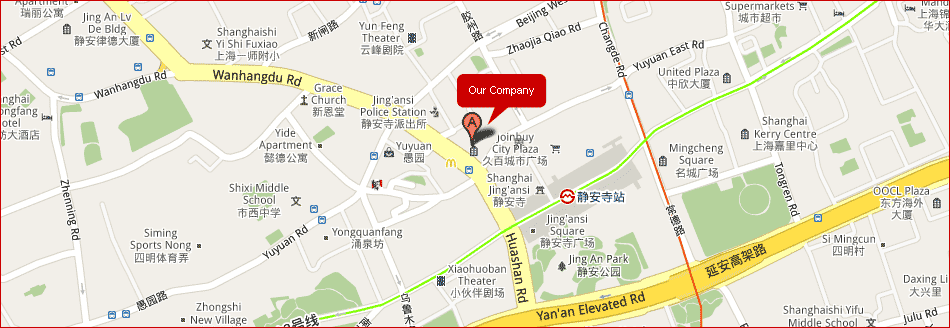 Apartment
瑞丽公寓
Jing An Lv
De Bldg
静安律德大厦
Shanghaishi
Yi Shi Fuxiao
上海一师附小
新闸路
Yun Feng
Theater
云峰剧院
胶州路
Beijing West
Zhaojia Qiao Rd
Changde Rd
Yuyuan East Rd
Supermarkets
城市超市
United Plaza
中欣大厦
Wanhangdu Rd
Wanhangdu Rd
Grace
Church
新恩堂
Jing'ansi
Police Station
静安寺派出所
Our Company
A
Joinbuy
City Plaza
久百城市广场
Shanghai
Kerry Centre
上海嘉里中心
Yide
Apartment
懿德公寓
Yuyuan
愚园
Mingcheng
Square
名城广场
Shanghai
Jing'ansi
静安寺
静安寺站
Tongren Rd
OOCL Plaza
东方海外
大厦
Zhenning Rd
Shixi Middle
School
市西中学
Jing'ansi
Square
静安寺广场
常德路
Siming
Sports Nong
四明体育弄
Yuyuan Rd
Yongquanfang
涌泉坊
Huashan Rd
Jing An Park
静安公园
延安高架路
Si Mingcun
四明村
Xiaohuoban
Theater
小伙伴剧场
Daxing Li
大兴里
愚园路
Zhongshi
New Village
号线
Yan'an Elevated Rd
Shanghaishi Yifu
Middle School
Julu Rd